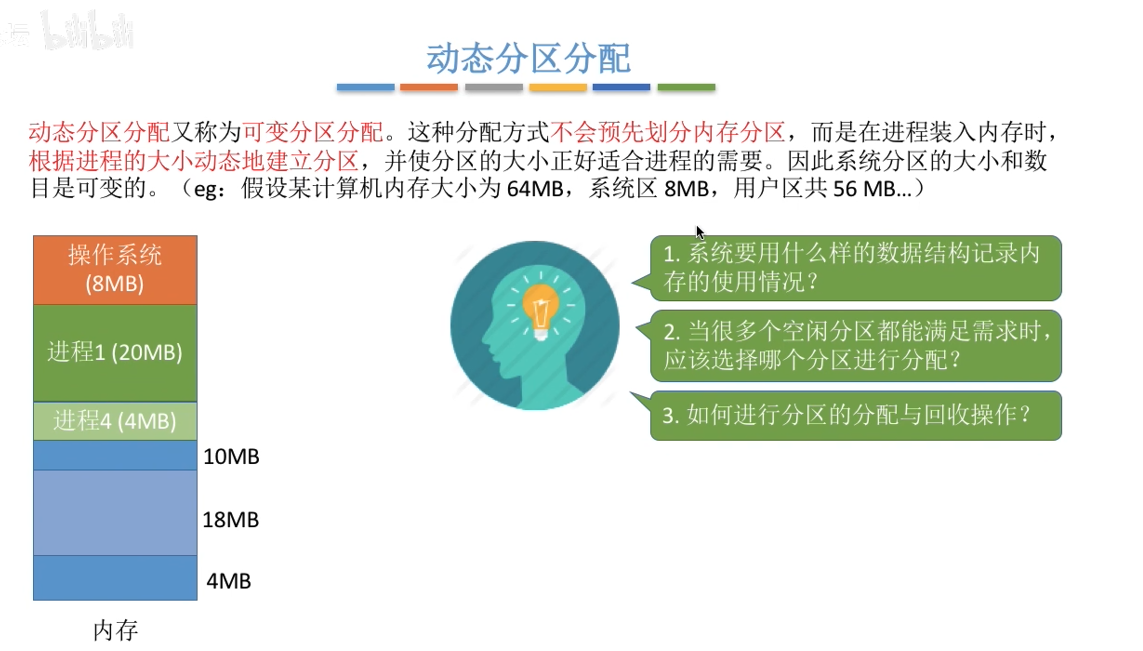 bilibili
动态分区分配
动态分区分配又称为可变分区分配。这种分配方式不会预先划分内存分区，而是在进程装入内存时，
根据进程的大小动态地建立分区，并使分区的大小正好适合进程的需要。因此系统分区的大小和数
目是可变的。（eg：假设某计算机内存大小为 64MB，系统区 8MB，用户区共 56 MB…）
操作系统
(8MB)
进程1 (20MB)
进程4 (4MB)
10MB
18MB
4MB
内存
1. 系统要用什么样的数据结构记录内
存的使用情况？
2. 当很多个空闲分区都能满足需求时，
应该选择哪个分区进行分配？
3. 如何进行分区的分配与回收操作？